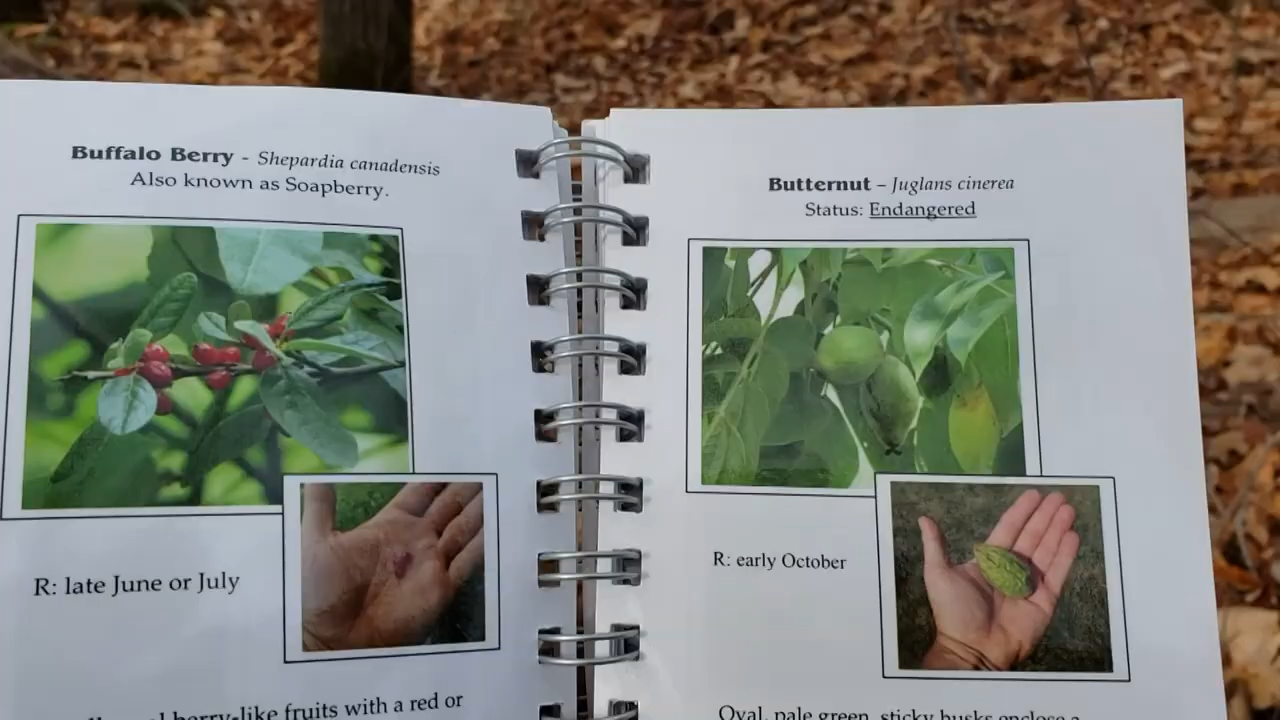 Buffalo Berry - Shepardia canadensis
Also known as Soapberry.
R: late June or July
berry-like fruits with a red or
Butternut – Juglans cinerea
Status: Endangered
R: early October
Oval, pale green, sticky husks enclose a